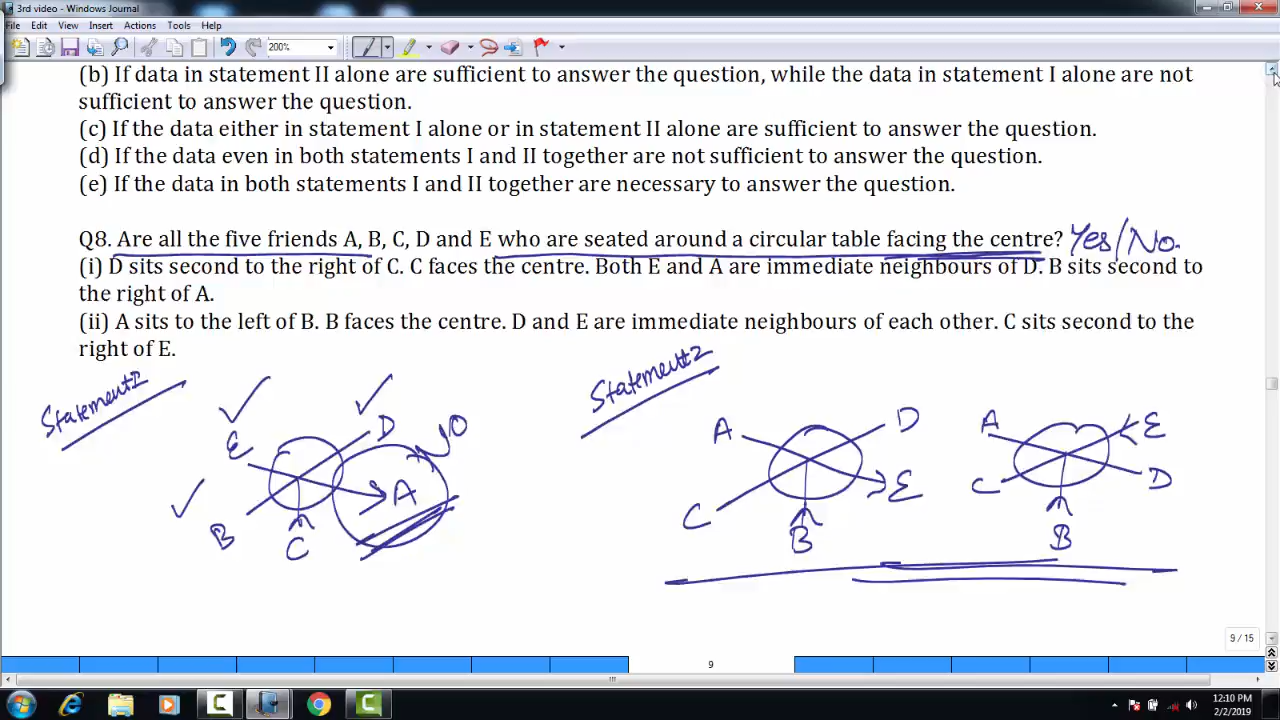 3rd video - Windows Journal
File Edit View Insert Actions Tools Help
200%
(b) If data in statement II alone are sufficient to answer the question, while the data in statement I alone are not
sufficient to answer the question.
(c) If the data either in statement I alone or in statement II alone are sufficient to answer the question.
(d) If the data even in both statements I and II together are not sufficient to answer the question.
(e) If the data in both statements I and II together are necessary to answer the question.
Q8. Are all the five friends A, B, C, D and E who are seated around a circular table facing the centre? Yes/No.
(i) D sits second to the right of C. C faces the centre. Both E and A are immediate neighbours of D. B sits second to
the right of A.
(ii) A sits to the left of B. B faces the centre. D and E are immediate neighbours of each other. C sits second to the
right of E.
Statement1
E D NO
A
B C
Statement2
A D
E
C B
A E
C D
B
9 / 15
9
12:10 PM
2/2/2019